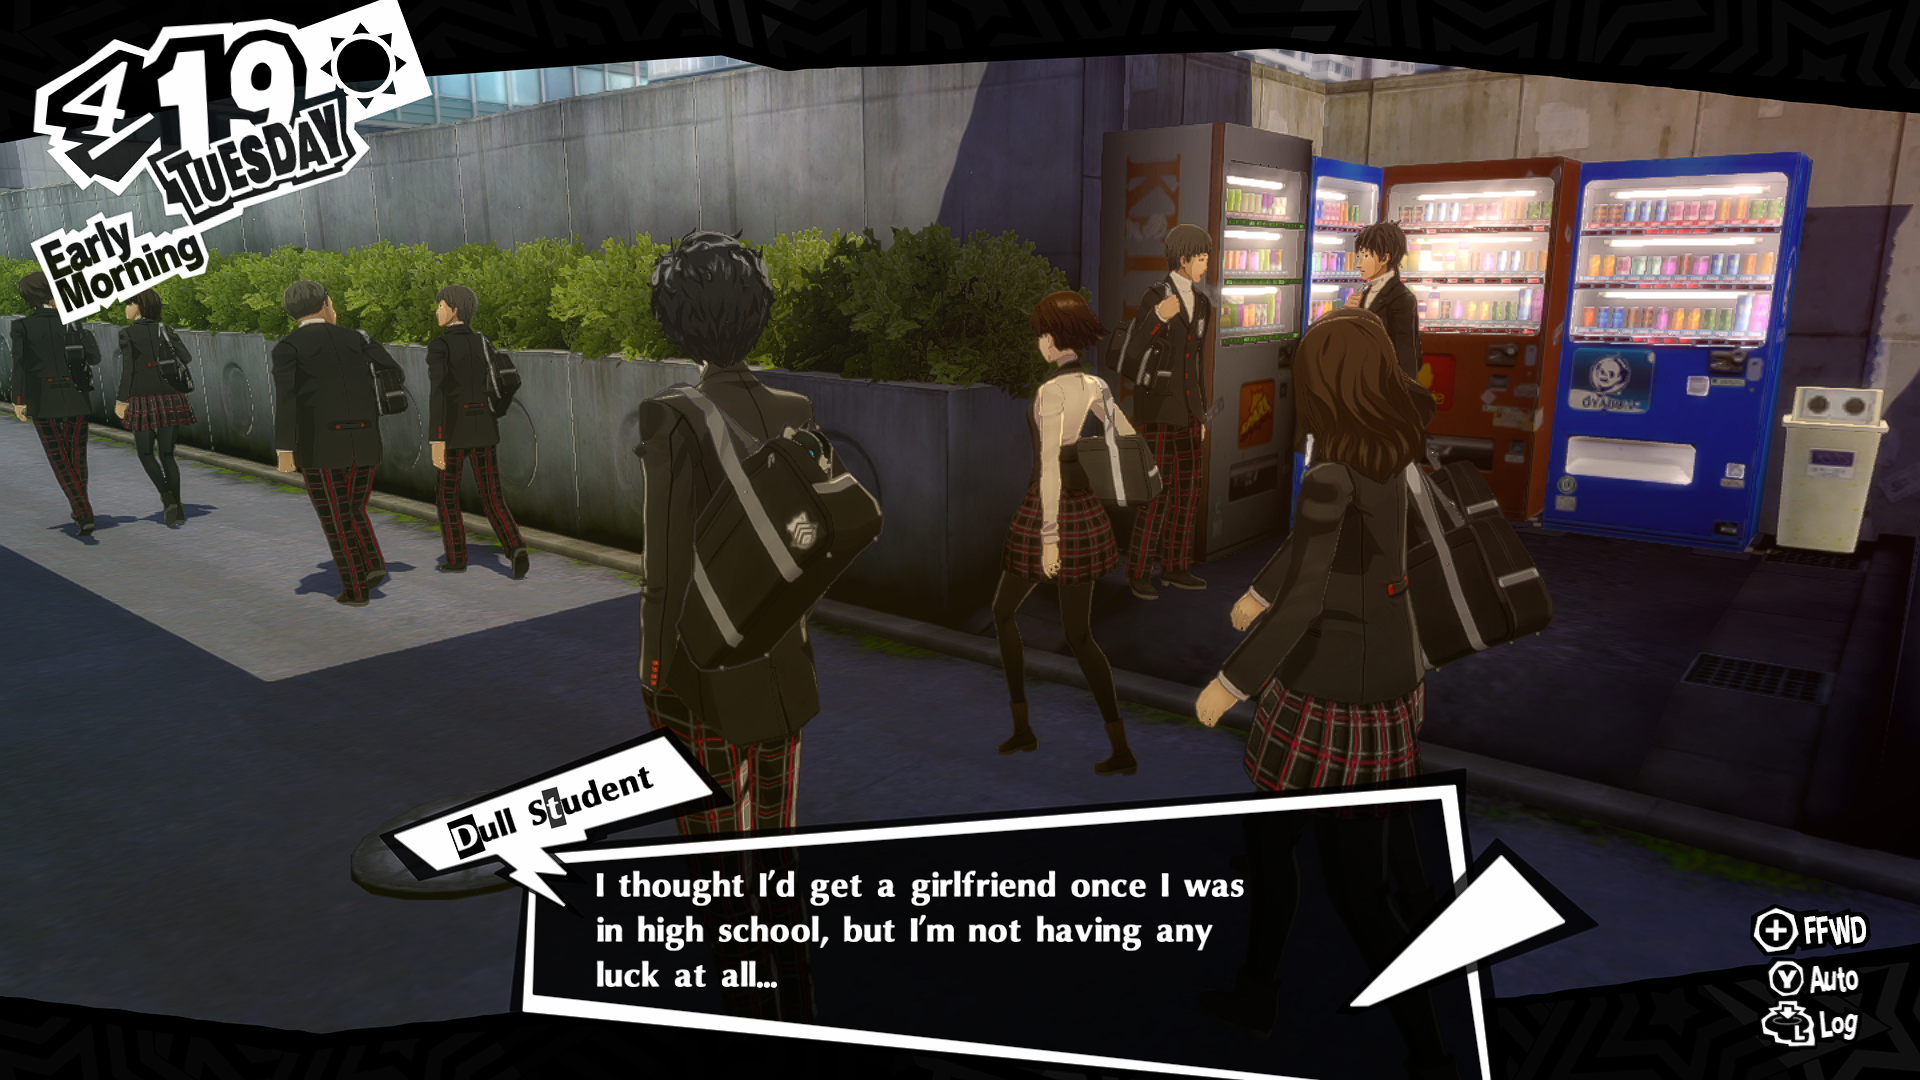 4 19
TUESDAY
Early
Morning
Dull Student
I thought I'd get a girlfriend once I was
in high school, but I'm not having any
luck at all...
FFWD
Y Auto
L Log